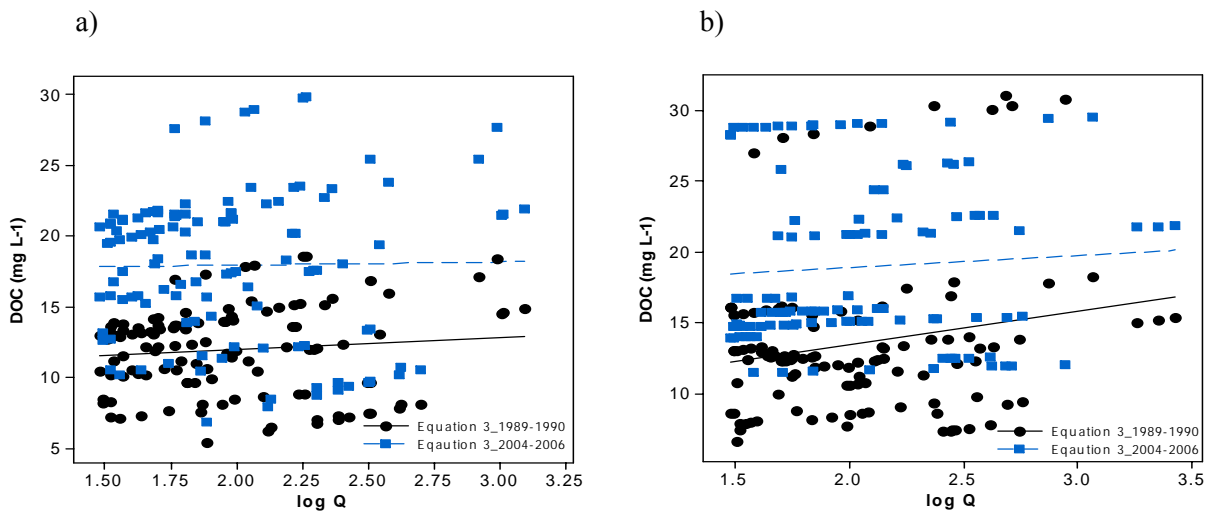 a)
b)
30
25
20
15
10
5
DOC (mg L-1)
1.50 1.75 2.00 2.25 2.50 2.75 3.00 3.25
log Q
Equation 3_1989-1990
Eqaution 3_2004-2006
30
25
20
15
10
DOC (mg L-1)
1.5 2.0 2.5 3.0 3.5
log Q
Equation 3_1989-1990
Equation 3_2004-2006